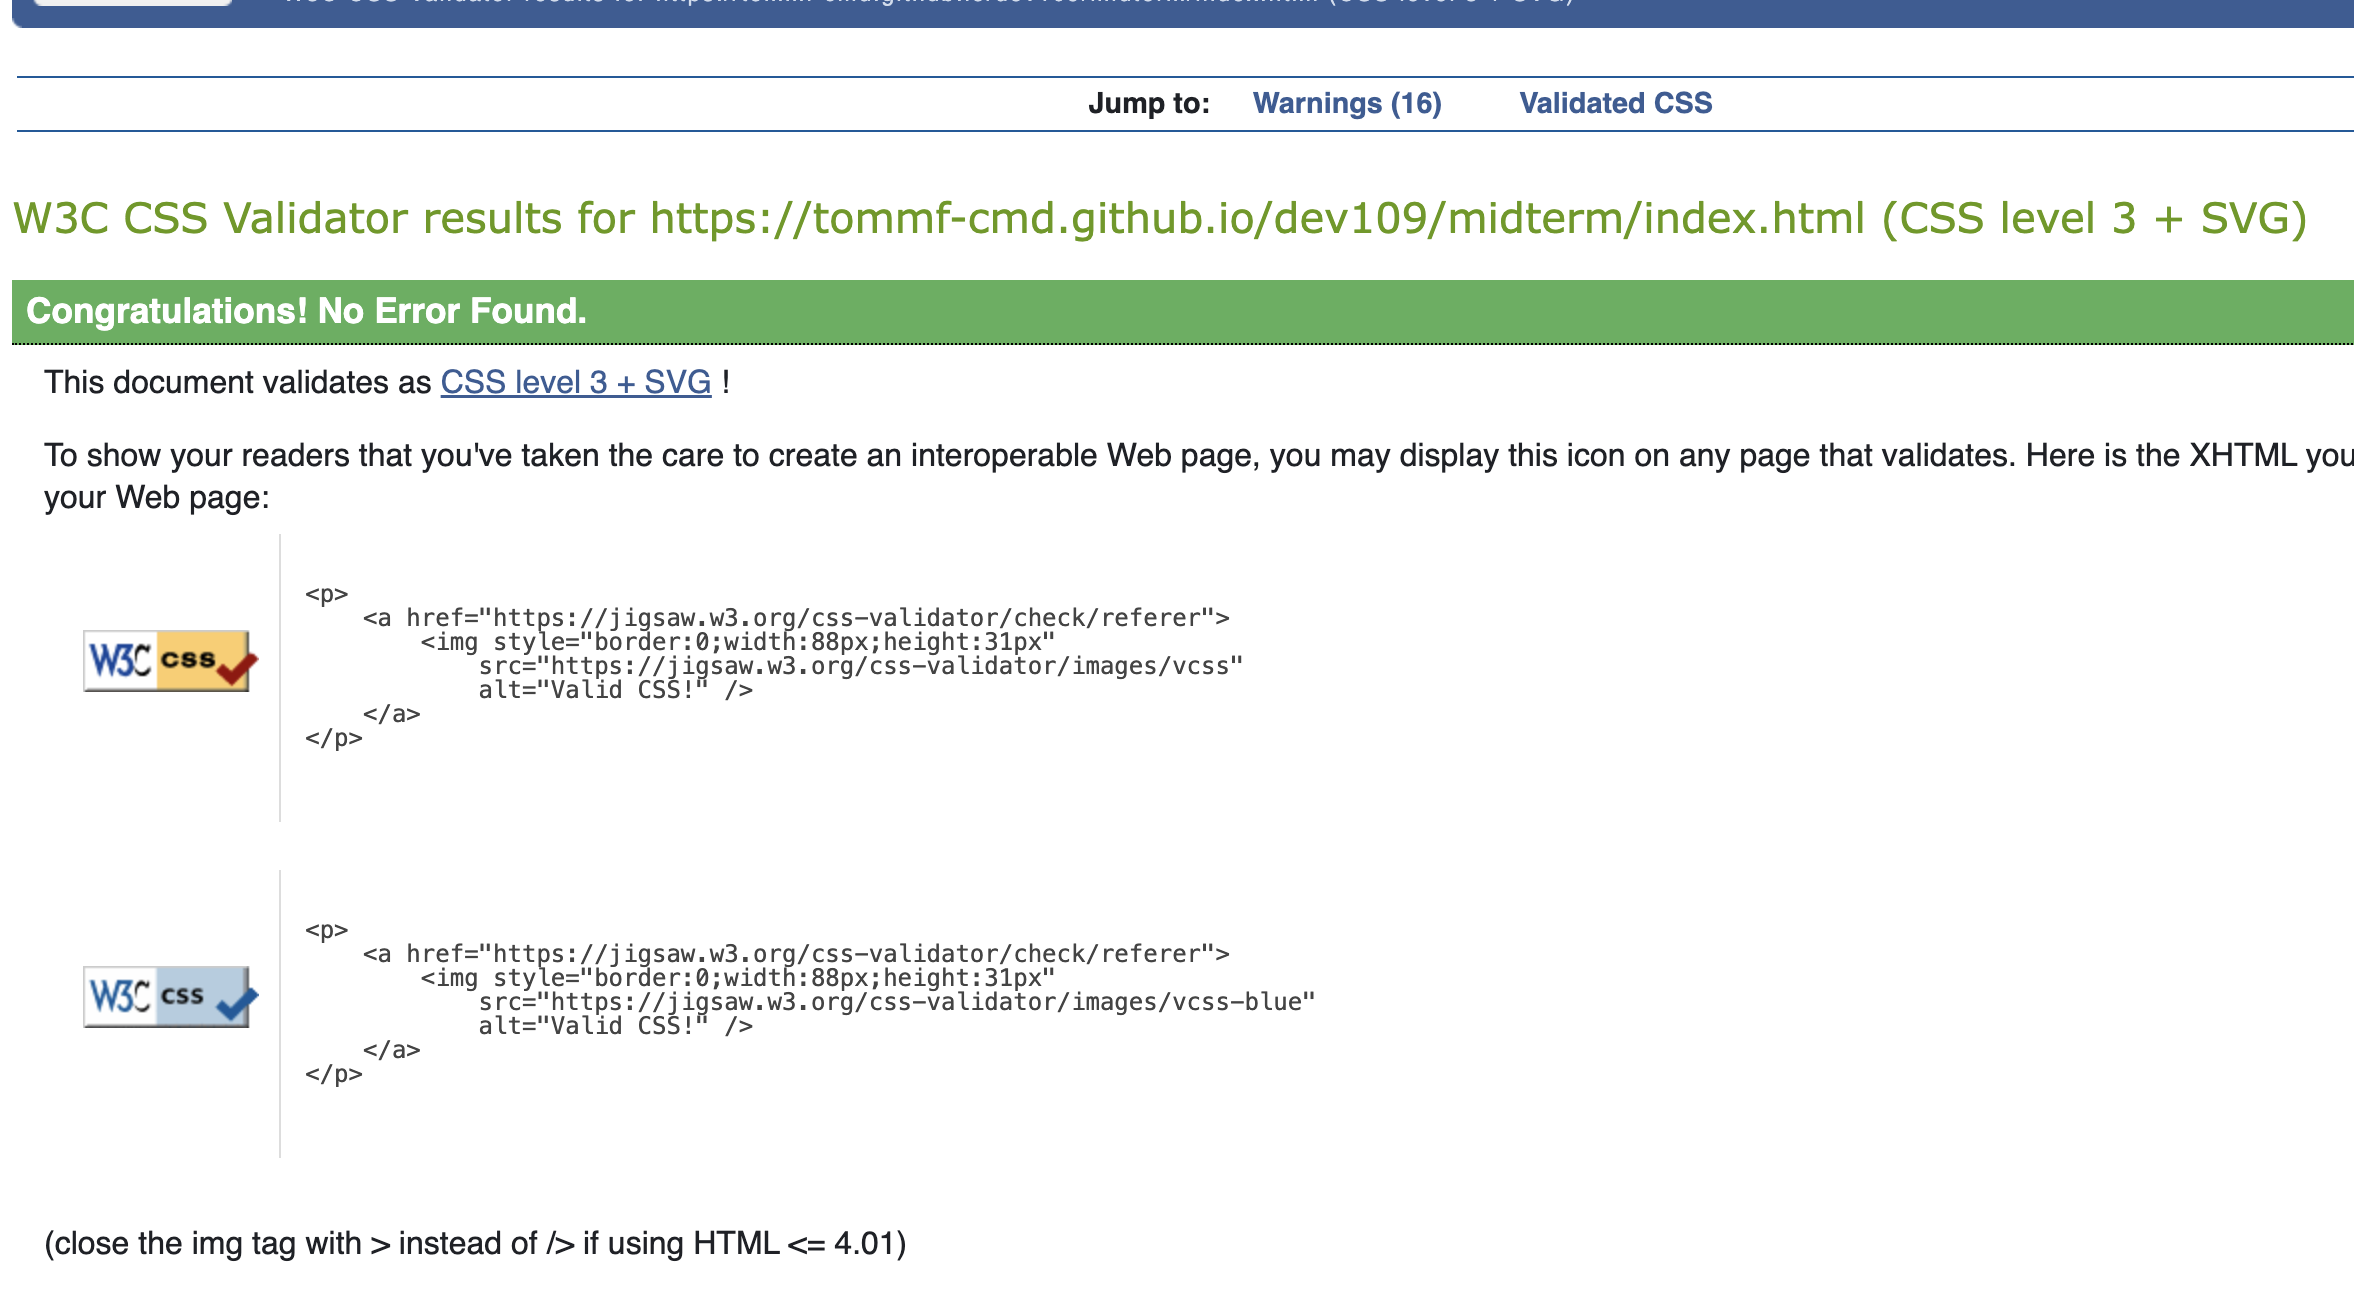 Jump to: Warnings (16) Validated CSS
W3C CSS Validator results for https://tommf-cmd.github.io/dev109/midterm/index.html (CSS level 3 + SVG)
Congratulations! No Error Found.
This document validates as CSS level 3 + SVG !
To show your readers that you've taken the care to create an interoperable Web page, you may display this icon on any page that validates. Here is the XHTML you
your Web page:
<p>
    <a href="https://jigsaw.w3.org/css-validator/check/referer">
        <img style="border:0;width:88px;height:31px"
            src="https://jigsaw.w3.org/css-validator/images/vcss"
            alt="Valid CSS!" />
    </a>
</p>
W3C css
<p>
    <a href="https://jigsaw.w3.org/css-validator/check/referer">
        <img style="border:0;width:88px;height:31px"
            src="https://jigsaw.w3.org/css-validator/images/vcss-blue"
            alt="Valid CSS!" />
    </a>
</p>
W3C css
(close the img tag with > instead of /> if using HTML <= 4.01)